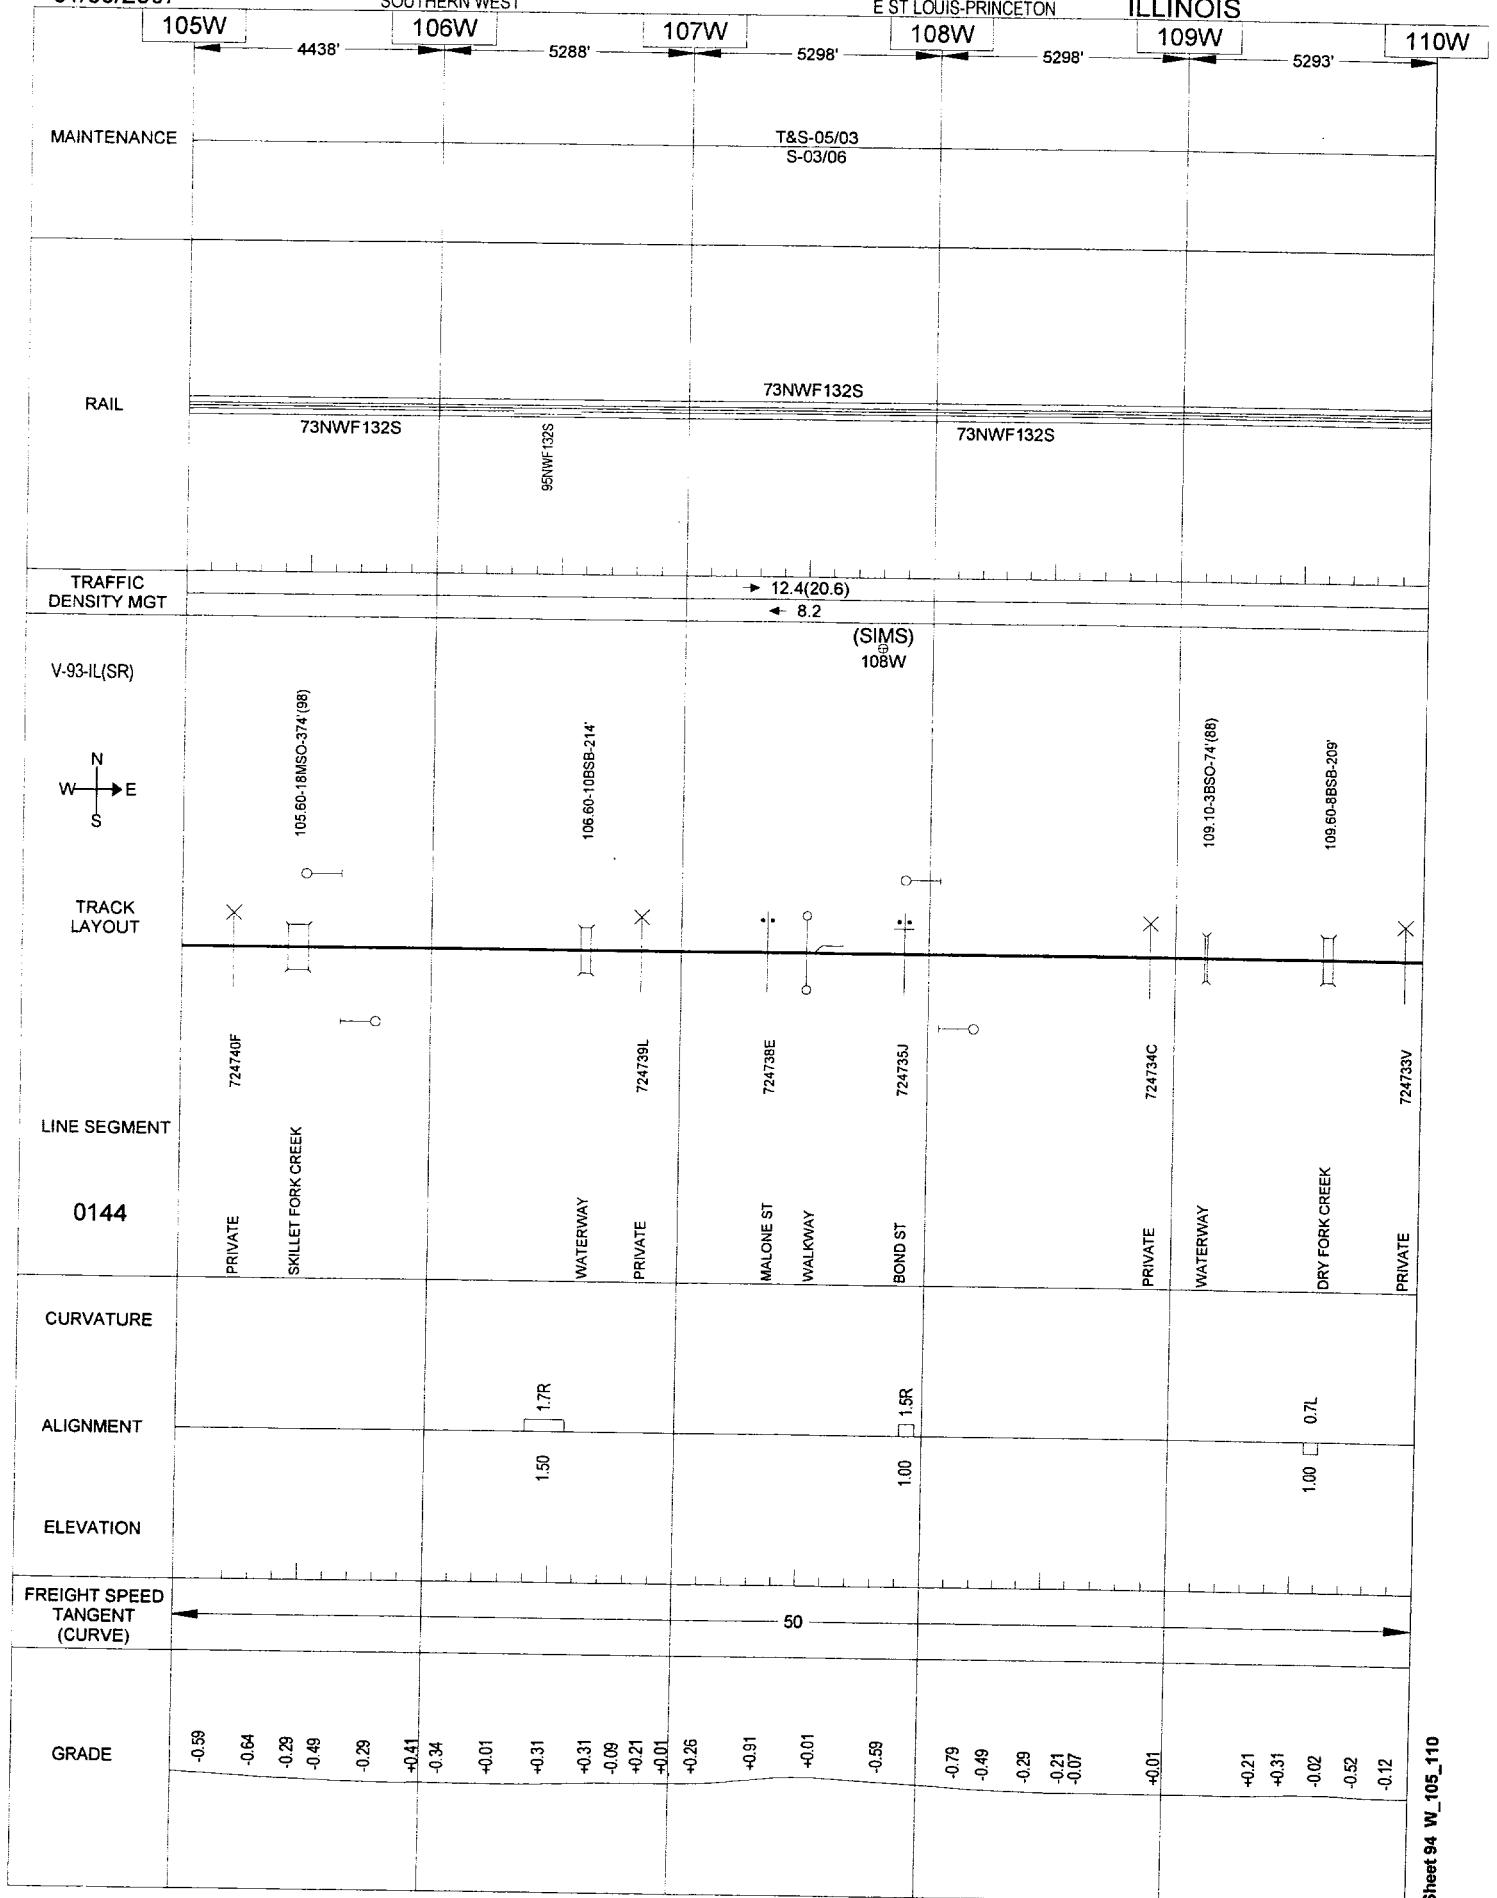 SOUTHERN WEST E ST LOUIS-PRINCETON ILLINOIS
105W 106W 107W 108W 109W 110W
4438' 5288' 5298' 5298' 5293'
MAINTENANCE
T&S-05/03
S-03/06
RAIL
73NWF132S
73NWF132S
73NWF132S
95NWF132S
TRAFFIC
DENSITY MGT
12.4(20.6)
8.2
(SIMS)
108W
V-93-IL(SR)
N
W E
S
105.60-18MSO-374'(98)
106.60-10BSB-214'
109.10-3BSO-74'(88)
109.60-8BSB-209'
TRACK
LAYOUT
724740F
724739L
724738E
724735J
724734C
724733V
LINE SEGMENT
0144
PRIVATE
SKILLET FORK CREEK
WATERWAY
PRIVATE
MALONE ST
WALKWAY
BOND ST
PRIVATE
WATERWAY
DRY FORK CREEK
PRIVATE
CURVATURE
ALIGNMENT
1.7R
1.5R
0.7L
1.50
1.00
1.00
ELEVATION
FREIGHT SPEED
TANGENT
(CURVE)
50
GRADE
-0.59
-0.64
-0.29
-0.49
-0.29
+0.41
-0.34
+0.01
+0.31
+0.31
-0.09
+0.21
+0.01
+0.26
+0.91
+0.01
-0.59
-0.79
-0.49
-0.29
-0.21
-0.07
+0.01
+0.21
+0.31
-0.02
-0.52
-0.12
Sheet 94 W_105_110